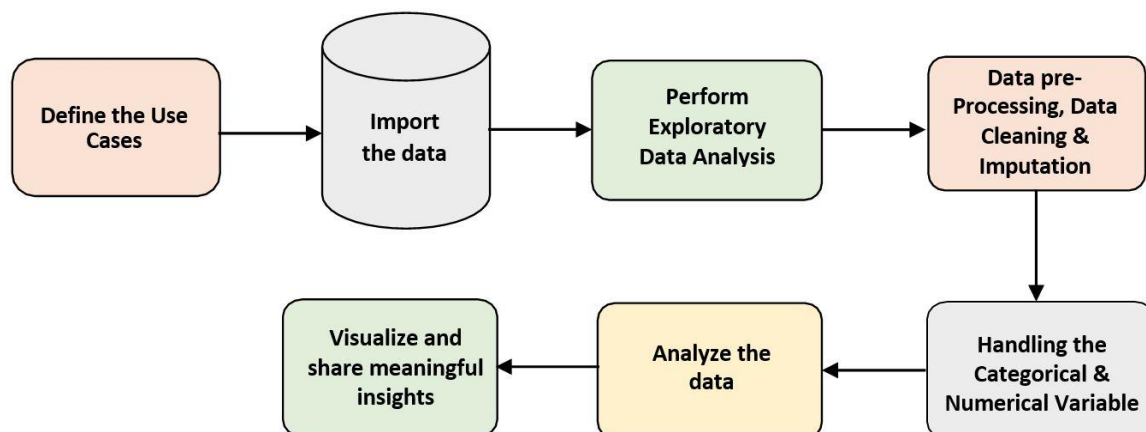 Define the Use
Cases
Import
the data
Perform
Exploratory
Data Analysis
Data pre-
Processing, Data
Cleaning &
Imputation
Handling the
Categorical &
Numerical Variable
Analyze the
data
Visualize and
share meaningful
insights